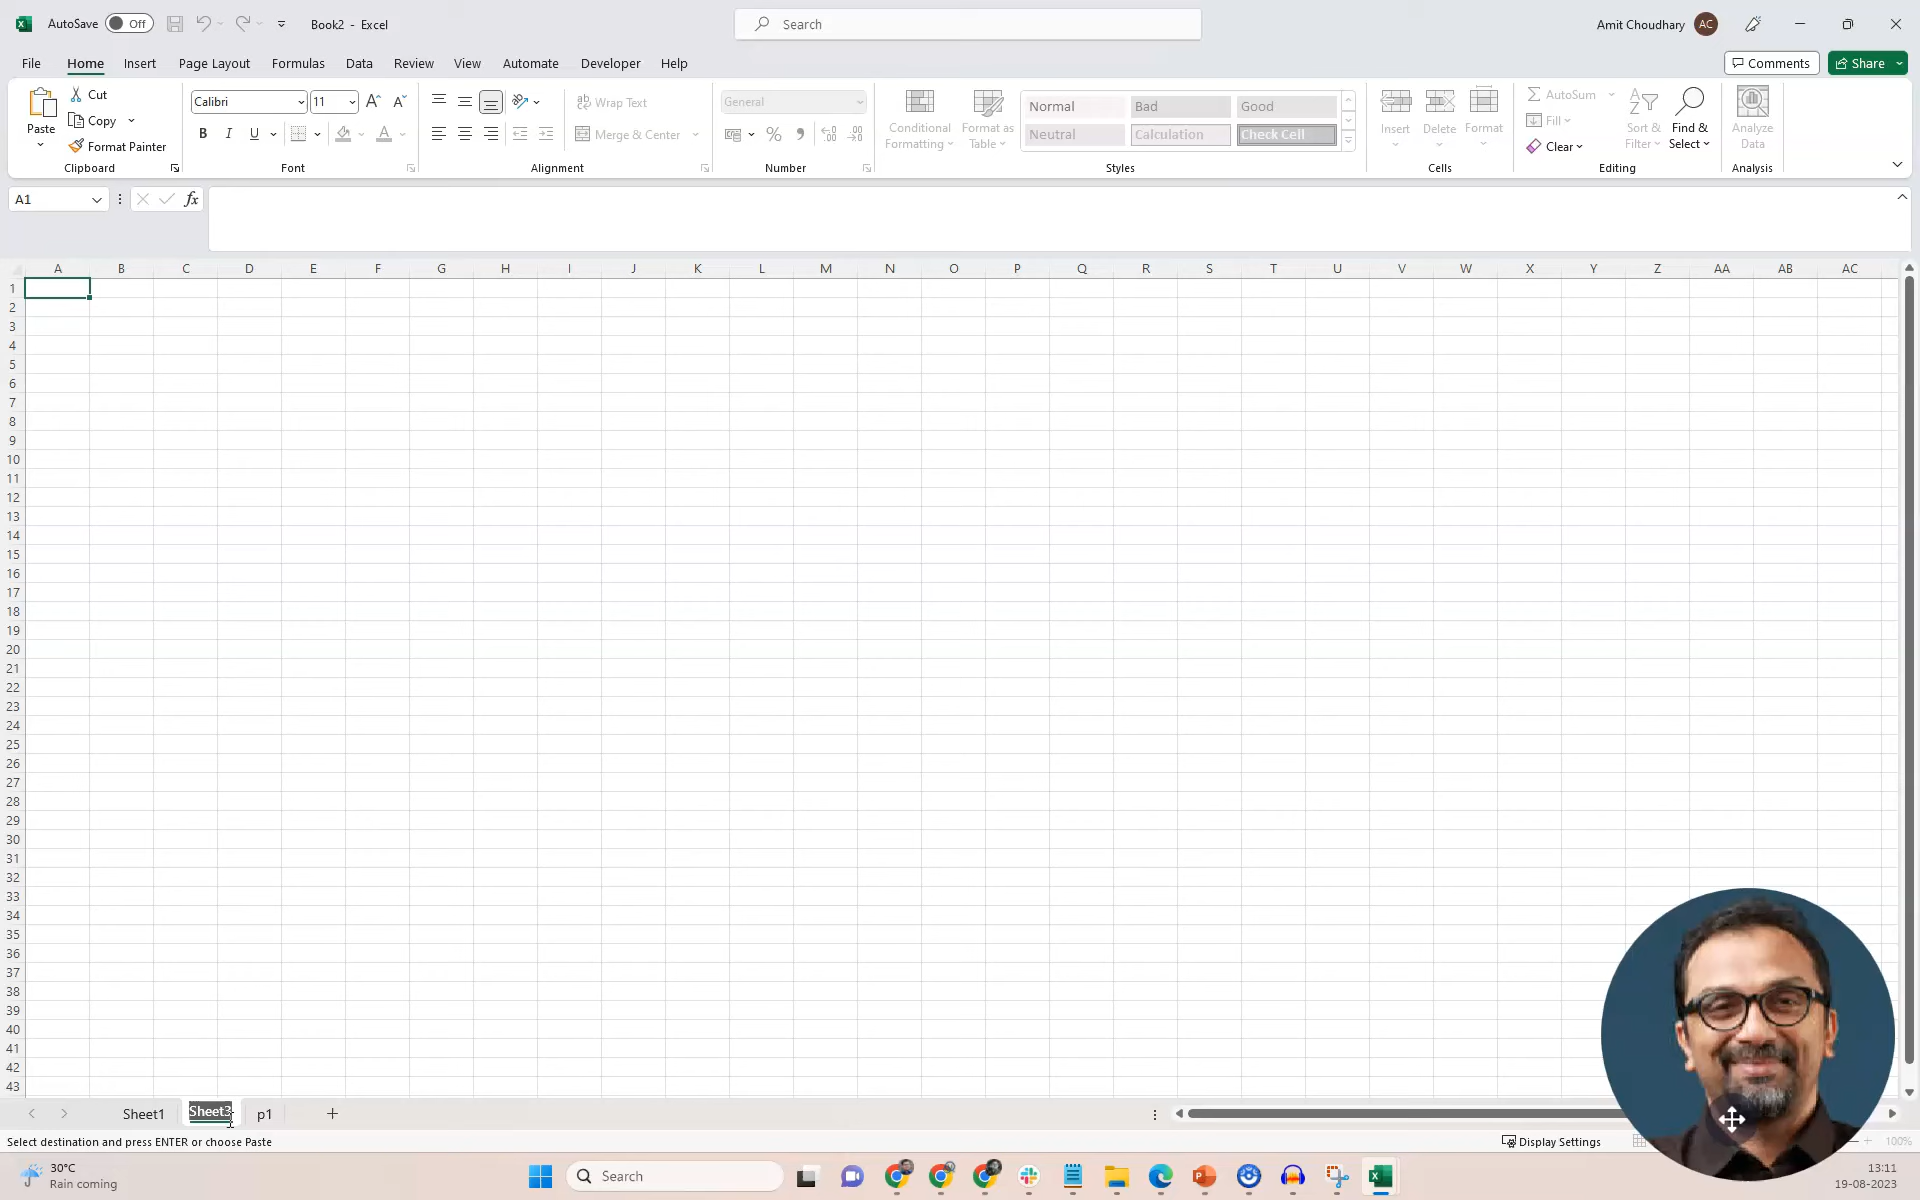 AutoSave Off Book2 - Excel Search Amit Choudhary AC
File Home Insert Page Layout Formulas Data Review View Automate Developer Help Comments Share
Paste
Cut
Copy
Format Painter
Clipboard
Calibri 11
B I U
Font
ab Wrap Text
Merge & Center
Alignment
General
Number
Conditional Formatting
Format as Table
Normal Bad Good
Neutral Calculation Check Cell
Styles
Insert Delete Format
Cells
AutoSum
Fill
Clear
Sort & Filter
Find & Select
Editing
Analyze Data
Analysis
A1 fx
A B C D E F G H I J K L M N O P Q R S T U V W X Y Z AA AB AC
1
2
3
4
5
6
7
8
9
10
11
12
13
14
15
16
17
18
19
20
21
22
23
24
25
26
27
28
29
30
31
32
33
34
35
36
37
38
39
40
41
42
43
Sheet1 Sheet3 p1
Select destination and press ENTER or choose Paste Display Settings 100%
30°C
Rain coming
Search
13:11
19-08-2023